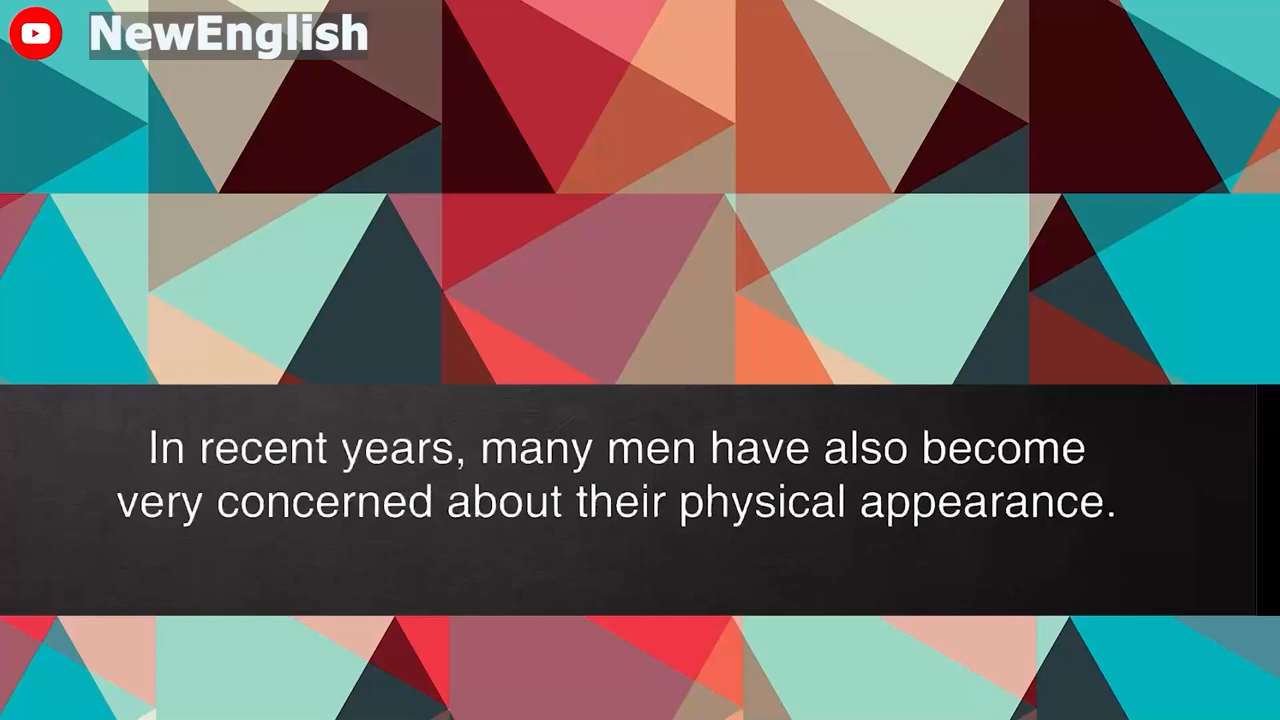 NewEnglish
In recent years, many men have also become
very concerned about their physical appearance.